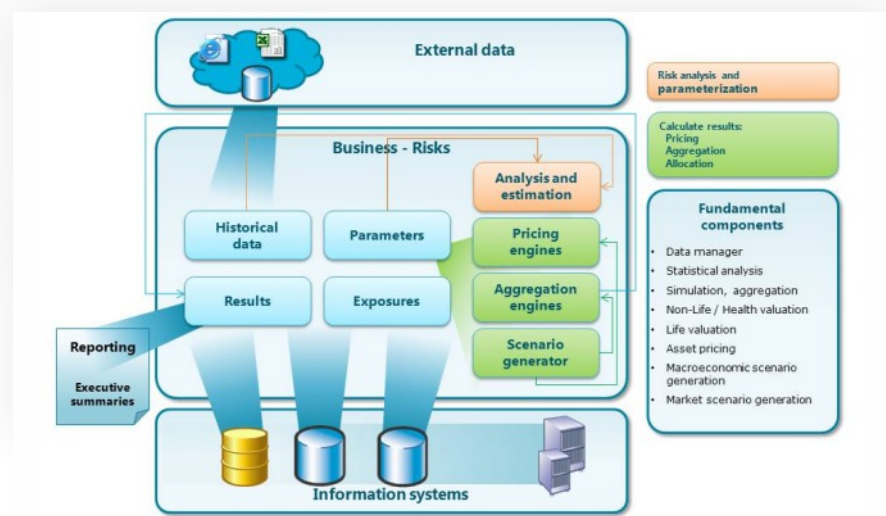 External data
Risk analysis and
parameterization
Calculate results:
Pricing
Aggregation
Allocation
Business - Risks
Analysis and
estimation
Historical
data
Parameters
Pricing
engines
Results
Exposures
Aggregation
engines
Scenario
generator
Reporting
Executive
summaries
Information systems
Fundamental
components
• Data manager
• Statistical analysis
• Simulation, aggregation
• Non-Life / Health valuation
• Life valuation
• Asset pricing
• Macroeconomic scenario
generation
• Market scenario generation